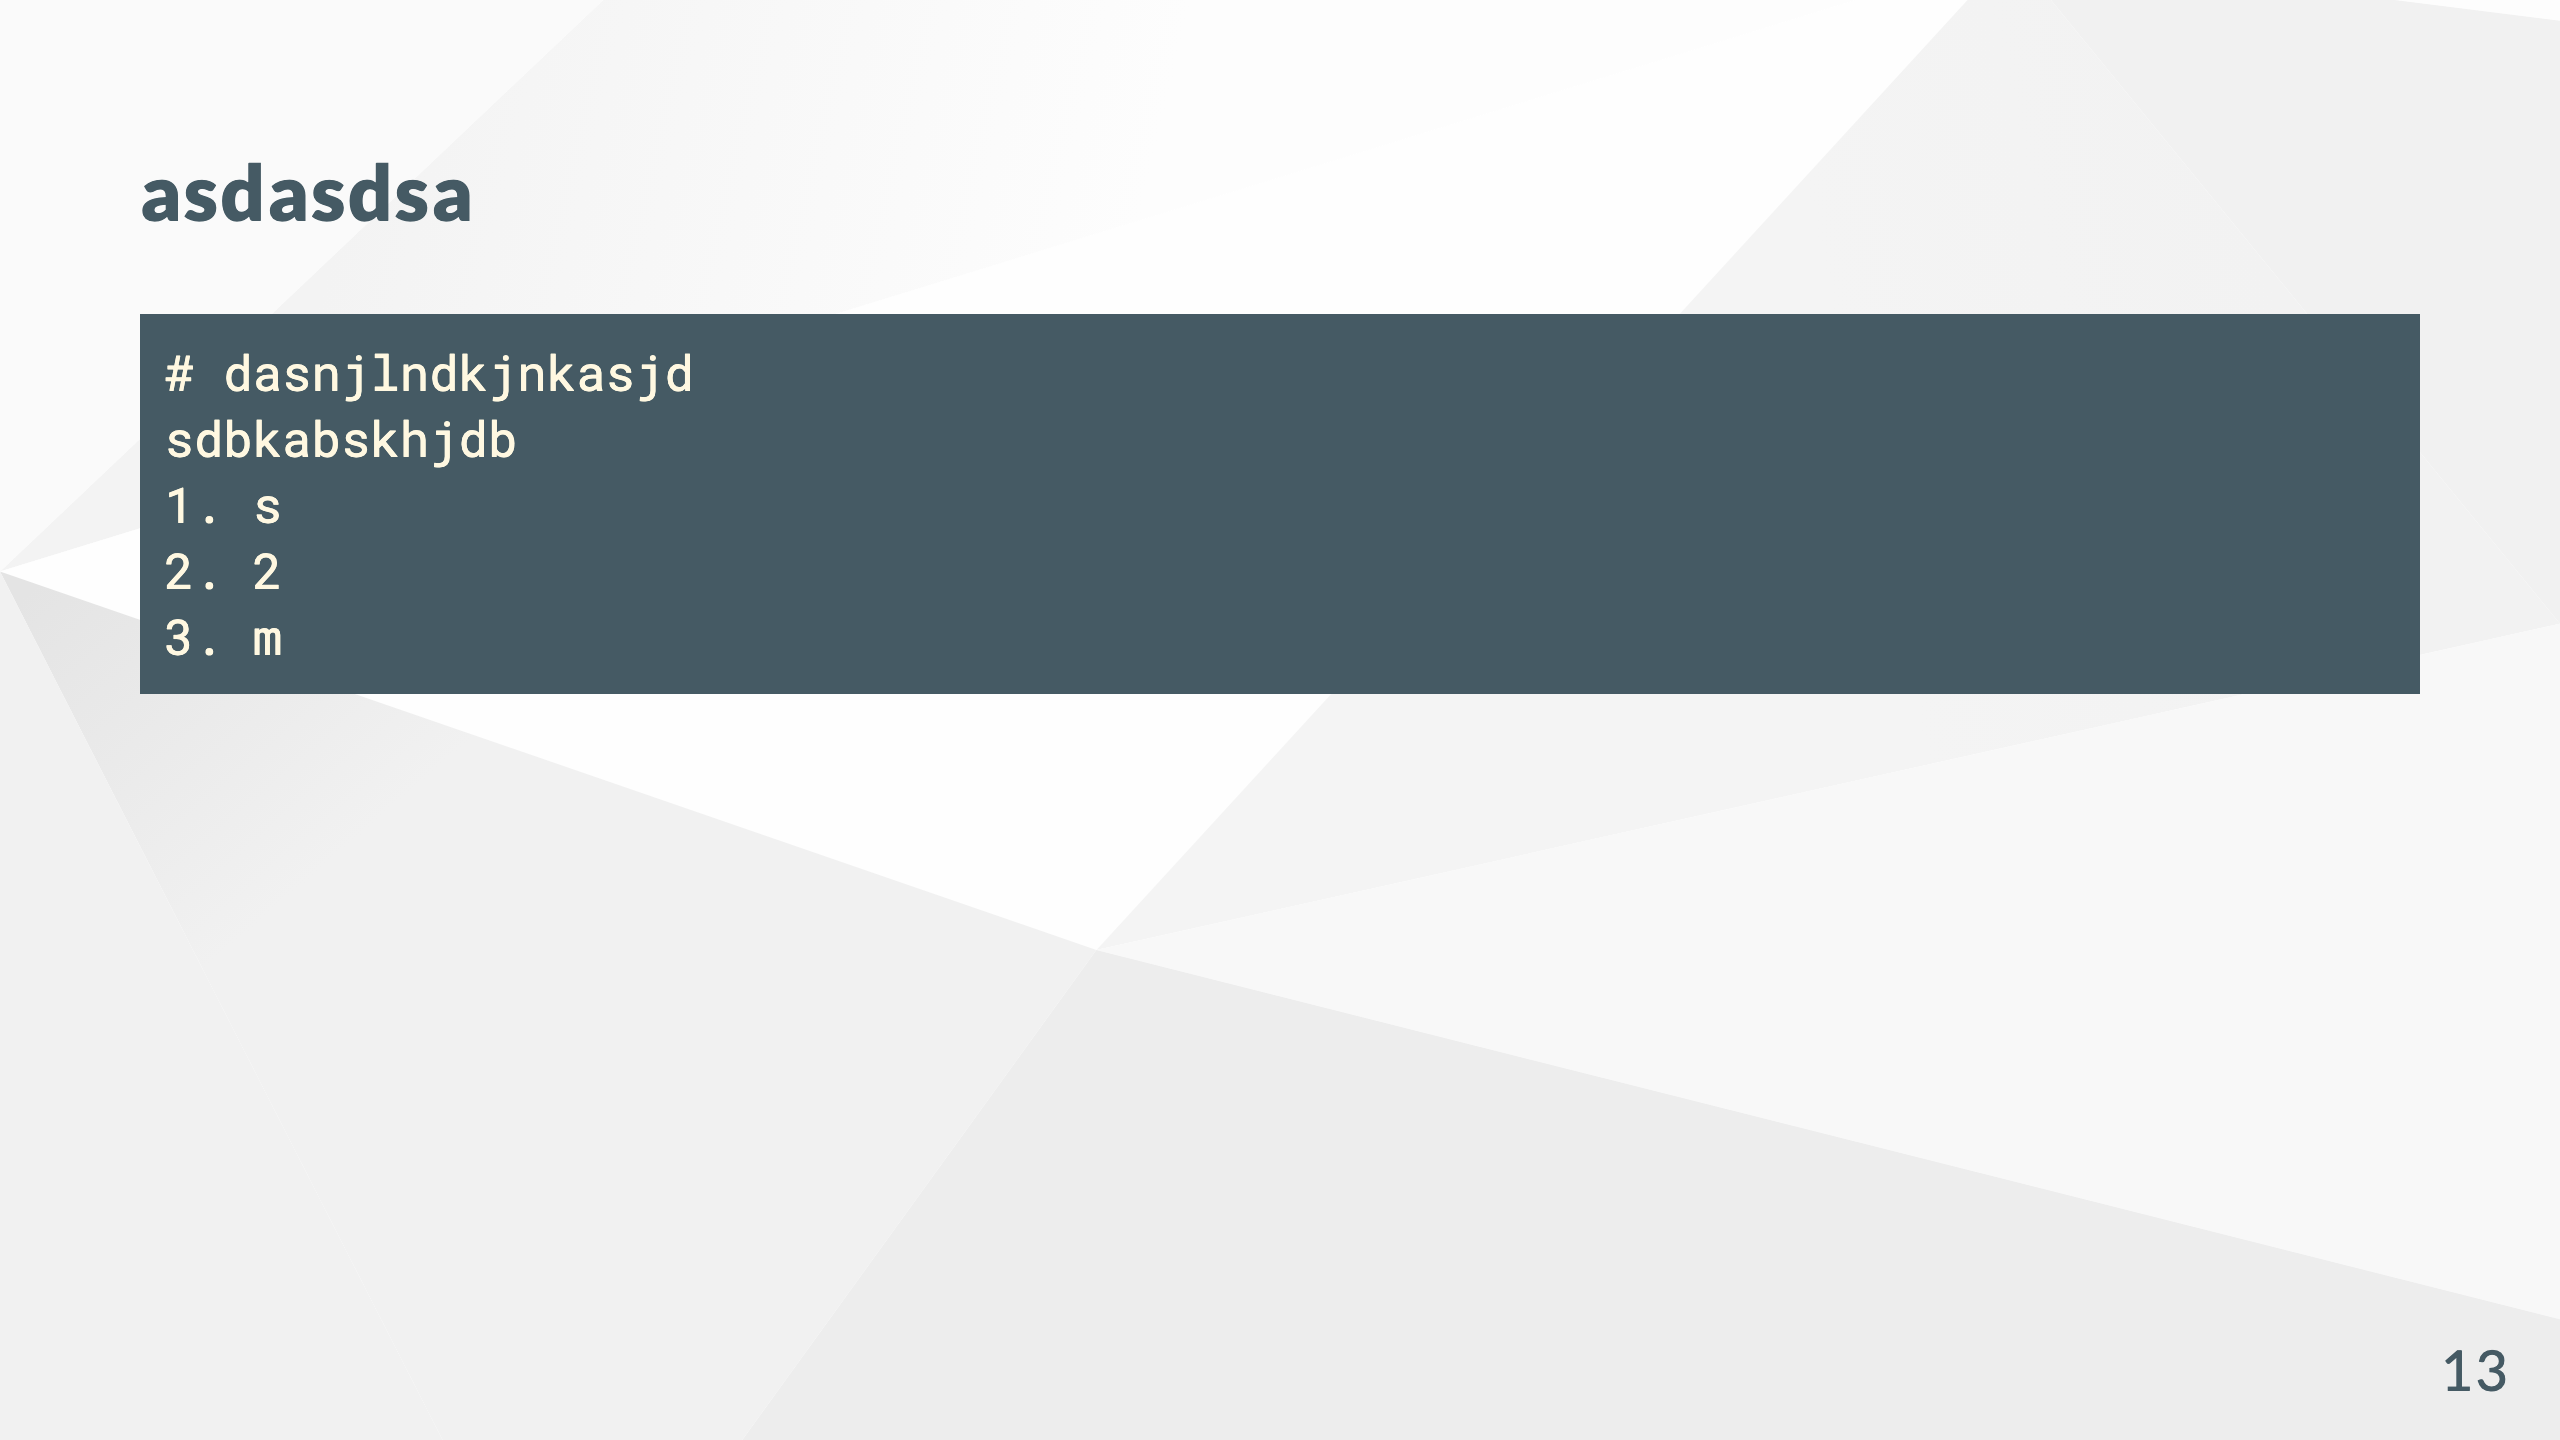 asdasdsa
# dasnjlndkjnkasjd
sdbkabskhjdb
1. s
2. 2
3. m
13